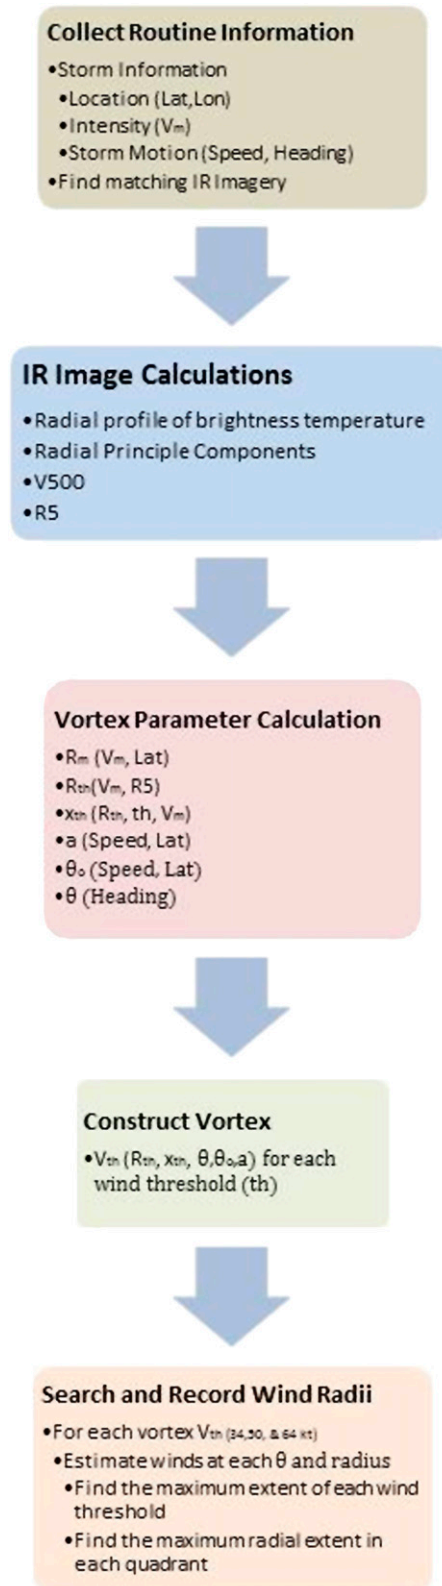 Collect Routine Information
•Storm Information
•Location (Lat,Lon)
•Intensity (Vm)
•Storm Motion (Speed, Heading)
•Find matching IR Imagery
IR Image Calculations
•Radial profile of brightness temperature
•Radial Principle Components
•V500
•R5
Vortex Parameter Calculation
•Rm (Vm, Lat)
•Rth(Vm, R5)
•xth (Rth, th, Vm)
•a (Speed, Lat)
•θo (Speed, Lat)
•θ (Heading)
Construct Vortex
•Vth (Rth, xth, θ,θo,a) for each
wind threshold (th)
Search and Record Wind Radii
•For each vortex Vth (34,50, & 64 kt)
•Estimate winds at each θ and radius
•Find the maximum extent of each wind
threshold
•Find the maximum radial extent in
each quadrant